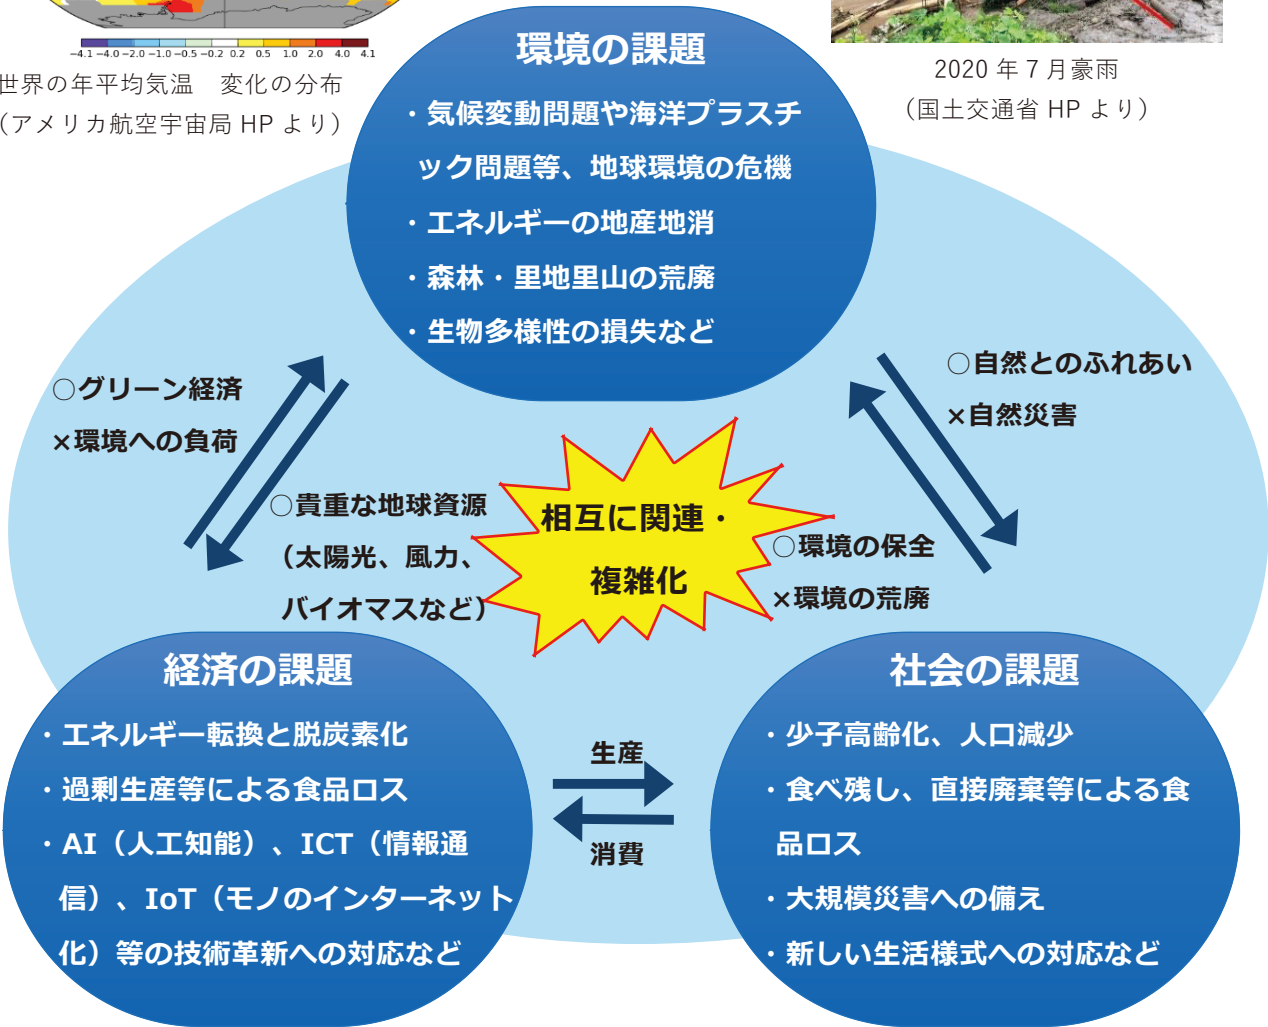 −4.1 −4.0 −2.0 −1.0 −0.5 −0.2 0.2 0.5 1.0 2.0 4.0 4.1
世界の年平均気温　変化の分布
（アメリカ航空宇宙局 HP より）
2020 年 7 月豪雨
（国土交通省 HP より）
環境の課題
・気候変動問題や海洋プラスチ
ック問題等、地球環境の危機
・エネルギーの地産地消
・森林・里地里山の荒廃
・生物多様性の損失など
○グリーン経済
×環境への負荷
○自然とのふれあい
×自然災害
○貴重な地球資源
（太陽光、風力、
バイオマスなど）
相互に関連・
複雑化
○環境の保全
×環境の荒廃
経済の課題
・エネルギー転換と脱炭素化
・過剰生産等による食品ロス
・AI（人工知能）、ICT（情報通
信）、IoT（モノのインターネット
化）等の技術革新への対応など
生産
消費
社会の課題
・少子高齢化、人口減少
・食べ残し、直接廃棄等による食
品ロス
・大規模災害への備え
・新しい生活様式への対応など